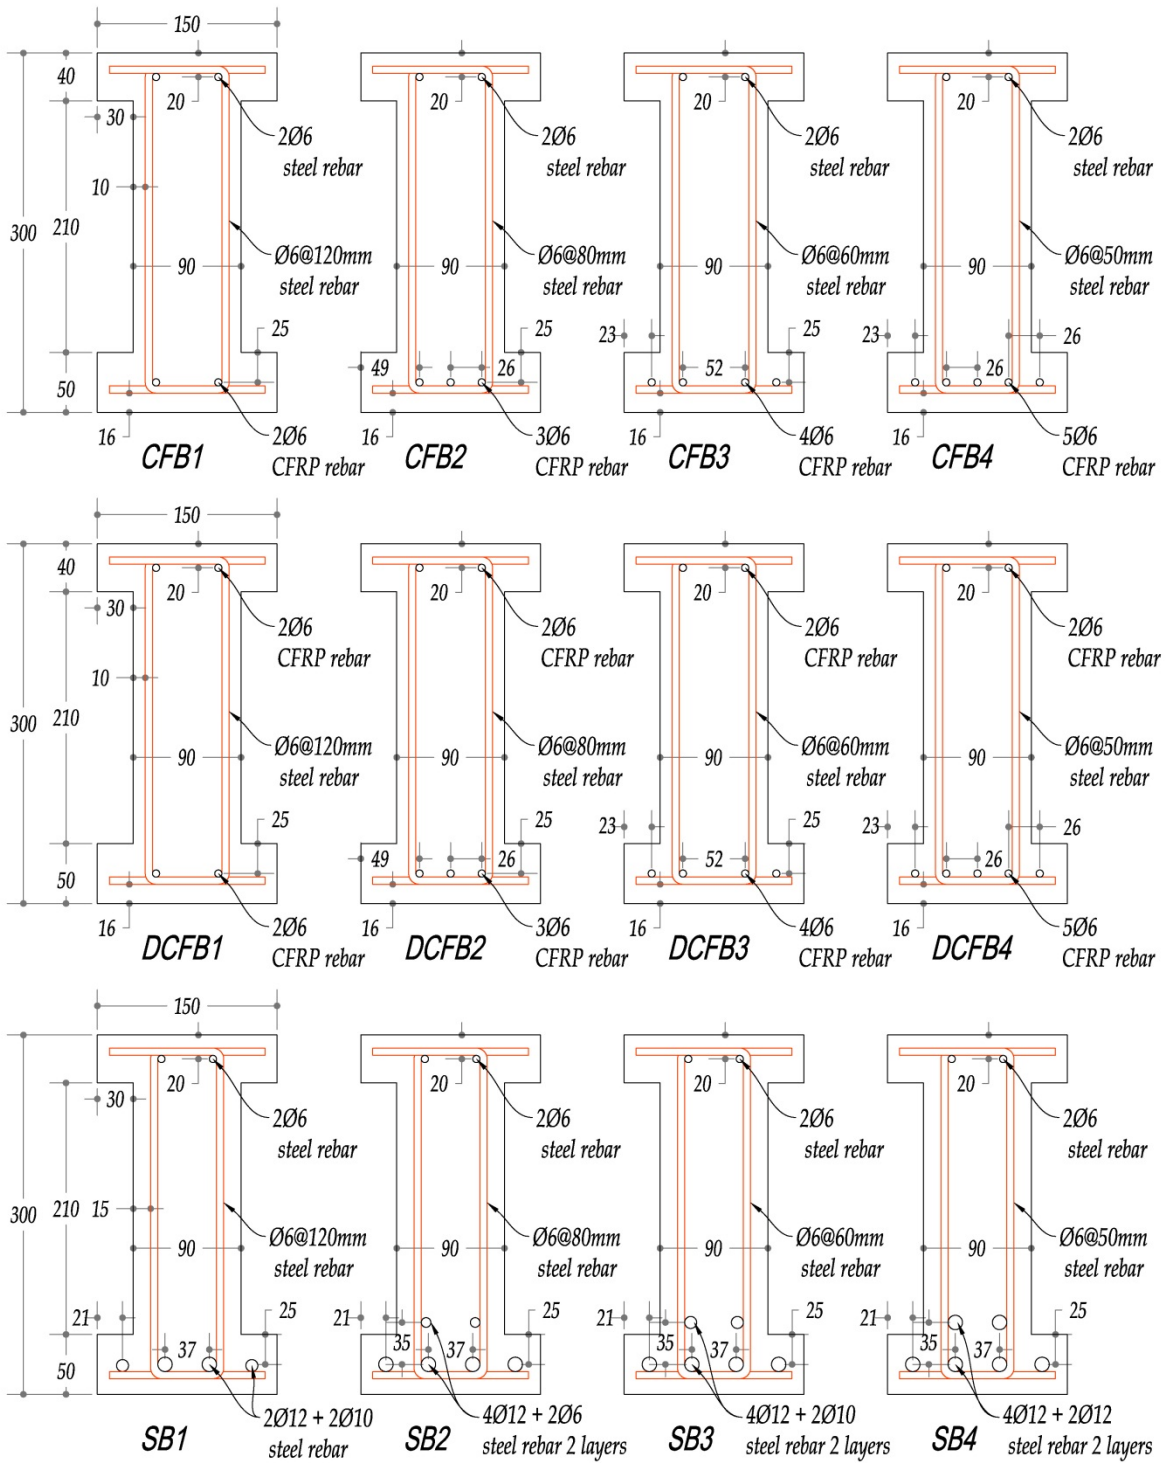 150
40
20
30
2Ø6
steel rebar
10
300
210
Ø6@120mm
steel rebar
90
25
50
16
2Ø6
CFRP rebar
CFB1
20
2Ø6
steel rebar
Ø6@80mm
steel rebar
90
25
49
26
16
3Ø6
CFRP rebar
CFB2
20
2Ø6
steel rebar
Ø6@60mm
steel rebar
90
23
25
52
16
4Ø6
CFRP rebar
CFB3
20
2Ø6
steel rebar
Ø6@50mm
steel rebar
90
23
26
26
16
5Ø6
CFRP rebar
CFB4
150
40
20
30
2Ø6
CFRP rebar
10
300
210
Ø6@120mm
steel rebar
90
25
50
16
2Ø6
CFRP rebar
DCFB1
20
2Ø6
CFRP rebar
Ø6@80mm
steel rebar
90
25
49
26
16
3Ø6
CFRP rebar
DCFB2
20
2Ø6
CFRP rebar
Ø6@60mm
steel rebar
90
23
25
52
16
4Ø6
CFRP rebar
DCFB3
20
2Ø6
CFRP rebar
Ø6@50mm
steel rebar
90
23
26
26
16
5Ø6
CFRP rebar
DCFB4
150
20
30
2Ø6
steel rebar
300
210
15
Ø6@120mm
steel rebar
90
21
25
37
50
2Ø12 + 2Ø10
steel rebar
SB1
20
2Ø6
steel rebar
Ø6@80mm
steel rebar
90
21
35
37
4Ø12 + 2Ø6
steel rebar 2 layers
SB2
20
2Ø6
steel rebar
Ø6@60mm
steel rebar
90
21
35
37
4Ø12 + 2Ø10
steel rebar 2 layers
SB3
20
2Ø6
steel rebar
Ø6@50mm
steel rebar
90
21
25
35
37
4Ø12 + 2Ø12
steel rebar 2 layers
SB4